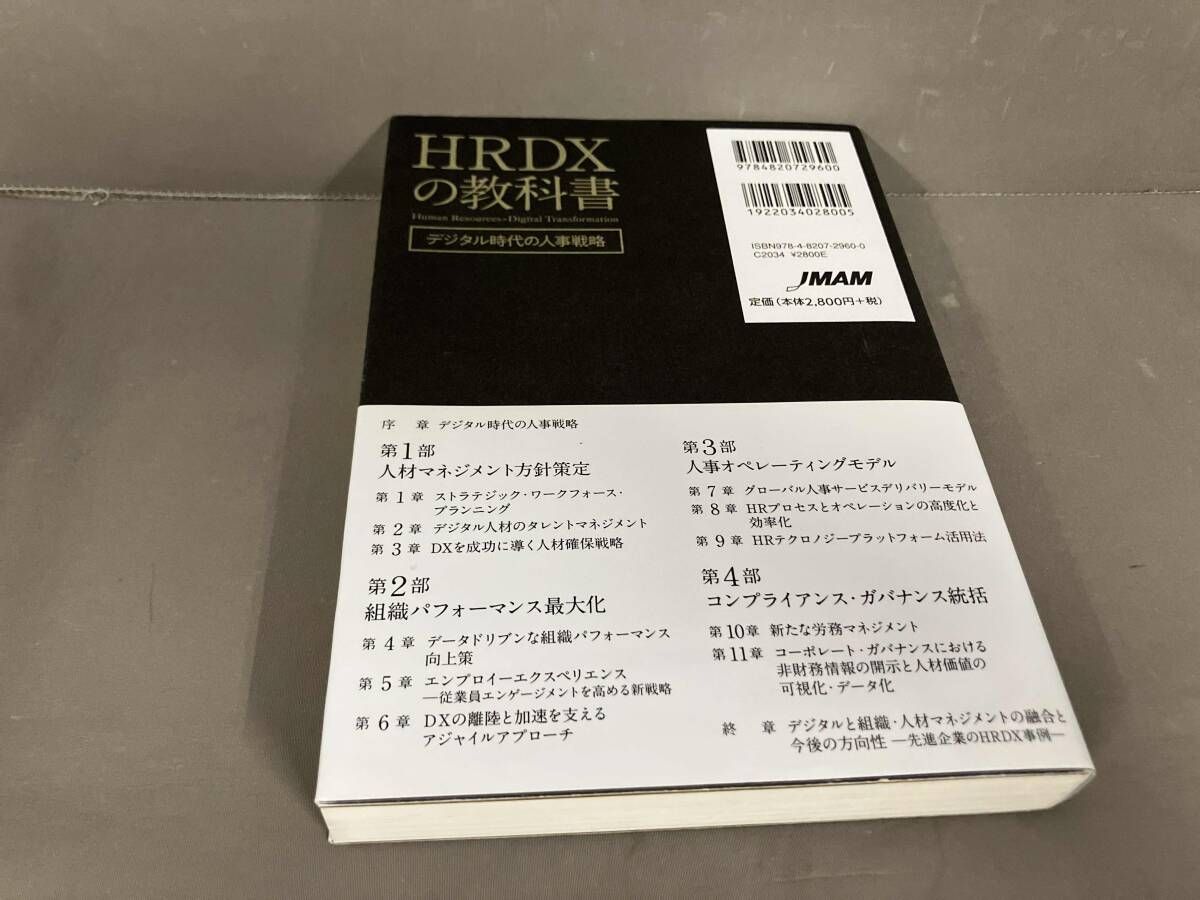 HRDX
の教科書
Human Resources-Digital Transformation
デジタル時代の人事戦略
9784820729600
1922034028005
ISBN978-4-8207-2960-0
C2034 ¥2800E
JMAM
定価(本体2,800円+税)
序 章 デジタル時代の人事戦略
第1部
人材マネジメント方針策定
第1章 ストラテジック・ワークフォース・
プランニング
第2章 デジタル人材のタレントマネジメント
第3章 DXを成功に導く人材確保戦略
第2部
組織パフォーマンス最大化
第4章 データドリブンな組織パフォーマンス
向上策
第5章 エンプロイーエクスペリエンス
―従業員エンゲージメントを高める新戦略
第6章 DXの離陸と加速を支える
アジャイルアプローチ
第3部
人事オペレーティングモデル
第7章 グローバル人事サービスデリバリーモデル
第8章 HRプロセスとオペレーションの高度化と
効率化
第9章 HRテクロノジープラットフォーム活用法
第4部
コンプライアンス・ガバナンス統括
第10章 新たな労務マネジメント
第11章 コーポレート・ガバナンスにおける
非財務情報の開示と人材価値の
可視化・データ化
終 章 デジタルと組織・人材マネジメントの融合と
今後の方向性 ―先進企業のHRDX事例―